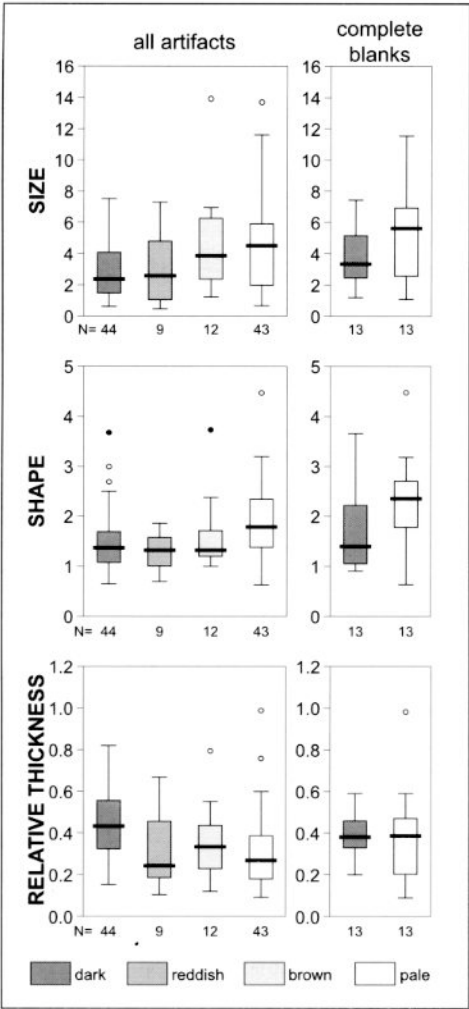 all artifacts
complete
blanks
SIZE
16
14
12
10
8
6
4
2
0
N= 44 9 12 43
13 13
SHAPE
5
4
3
2
1
0
N= 44 9 12 43
13 13
RELATIVE THICKNESS
1.2
1.0
0.8
0.6
0.4
0.2
0.0
N= 44 9 12 43
13 13
dark reddish brown pale